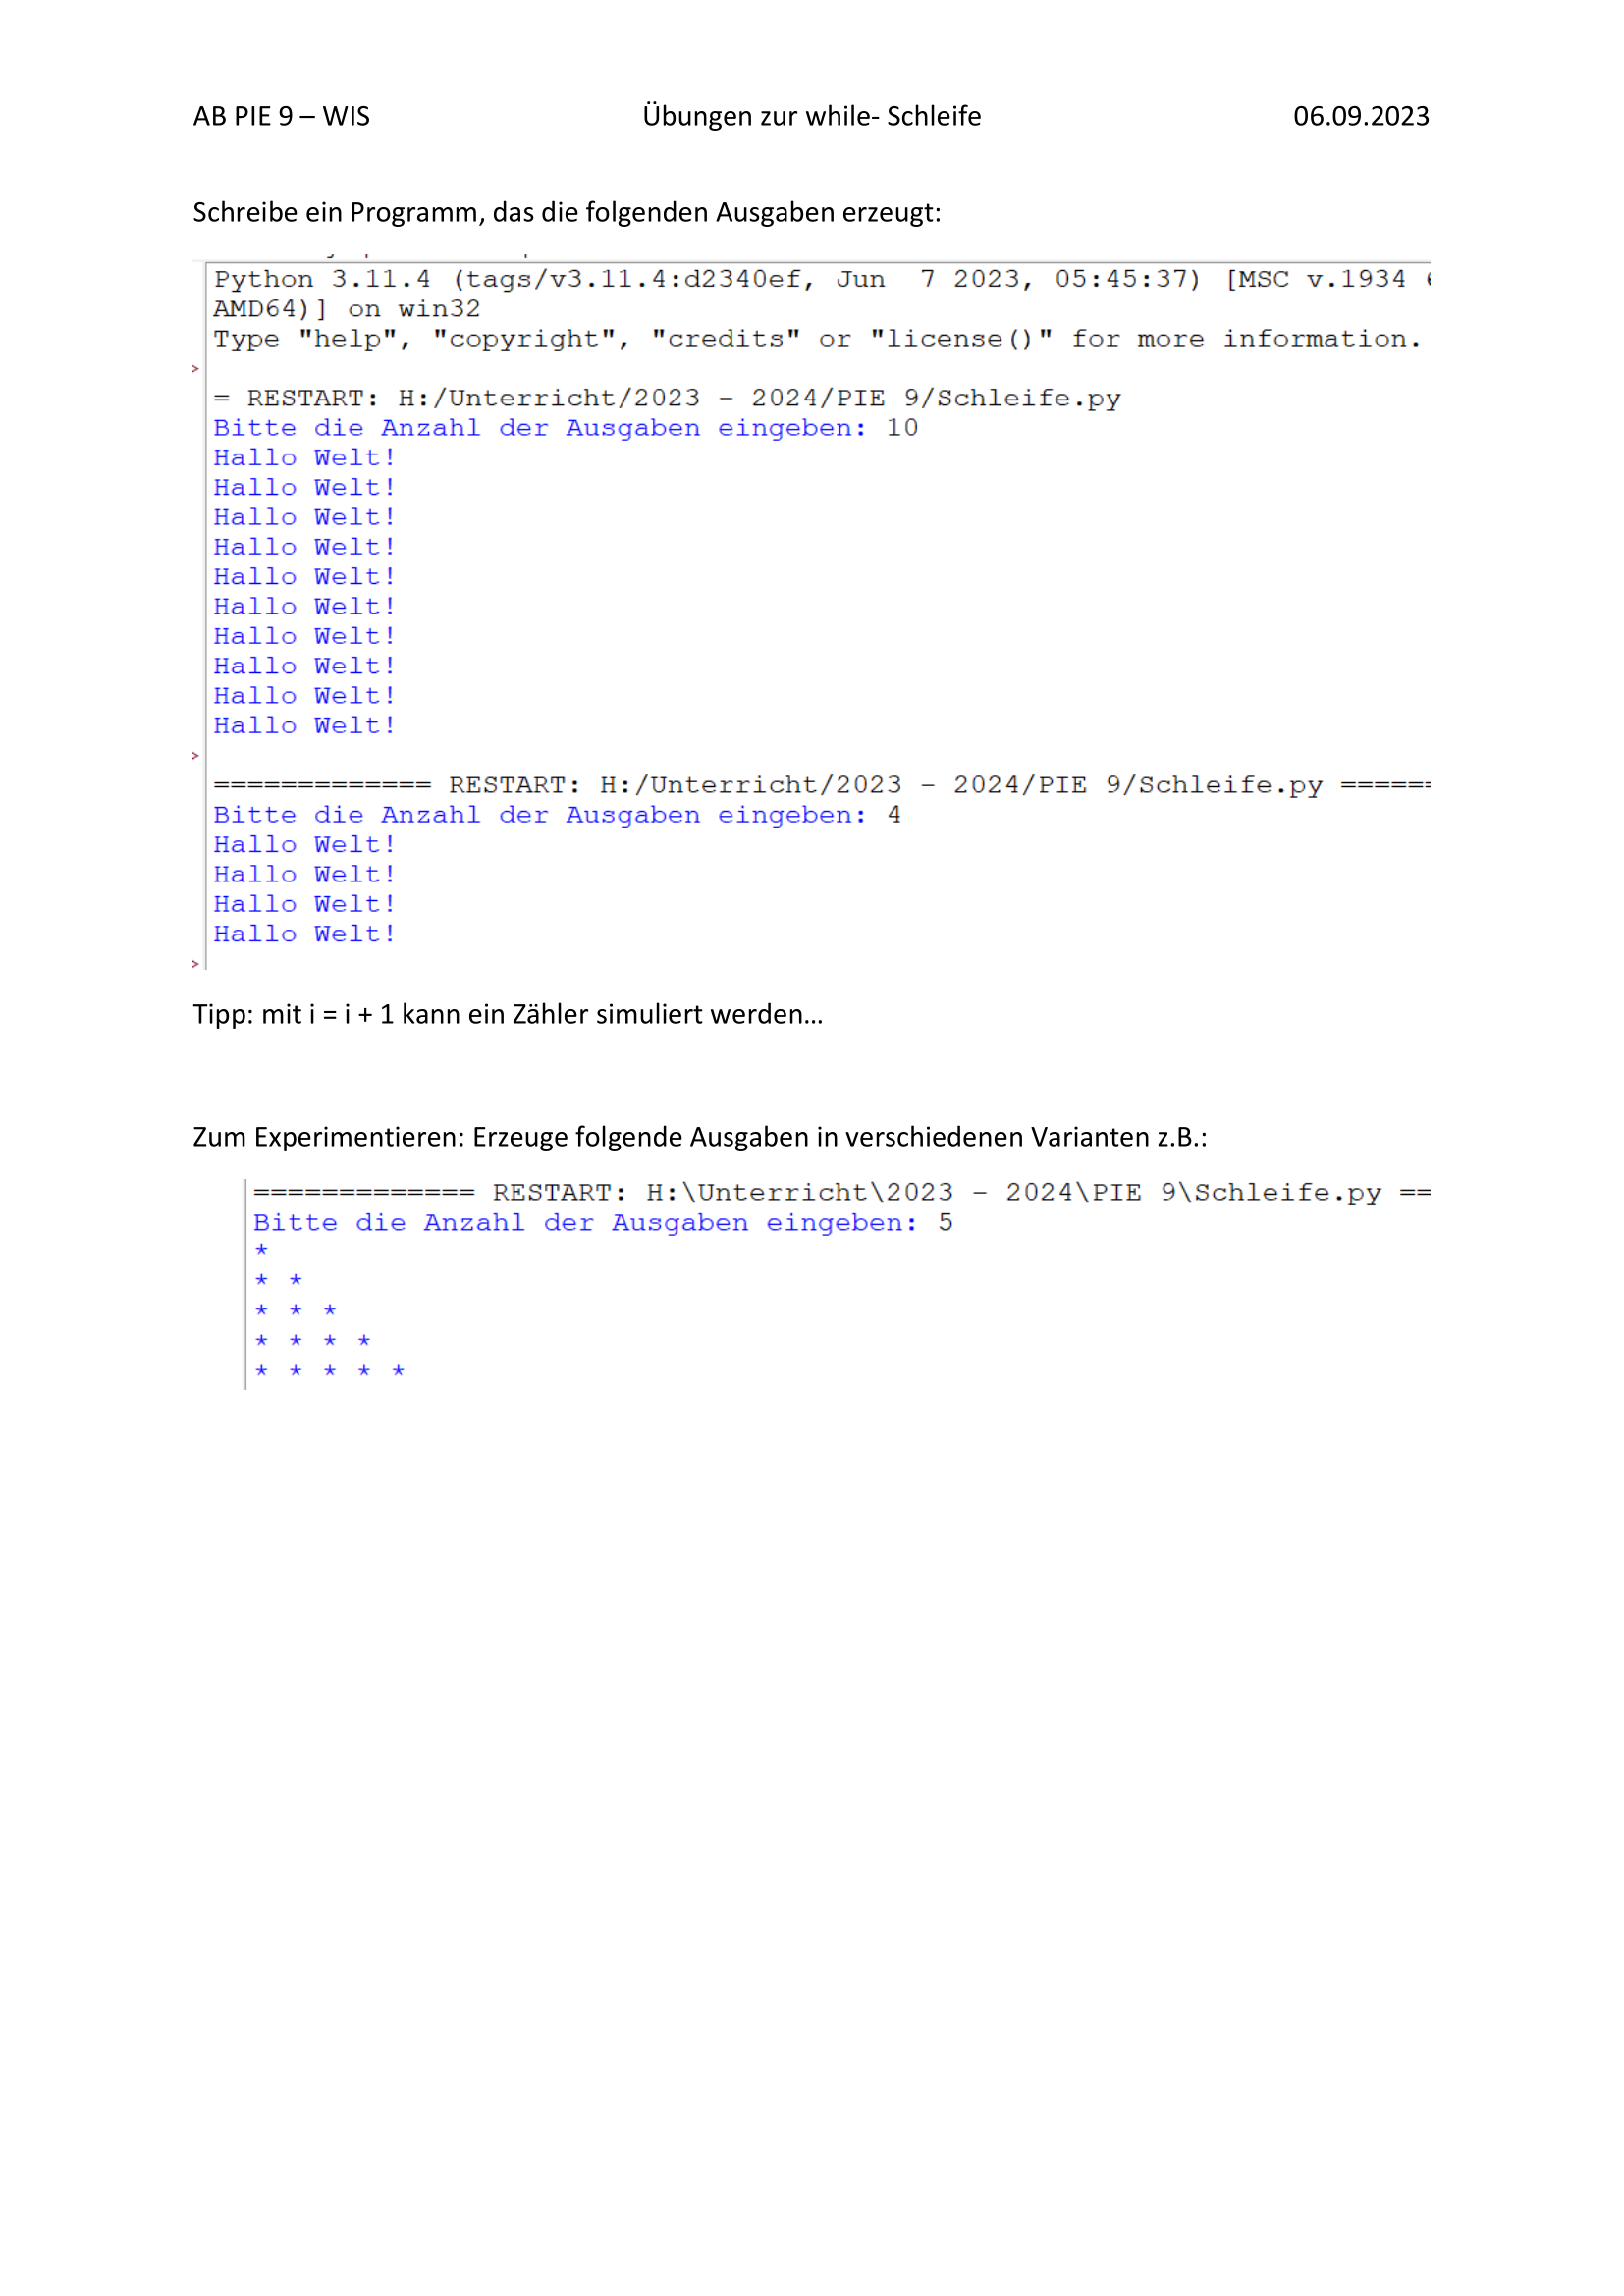 AB PIE 9 – WIS Übungen zur while- Schleife 06.09.2023
Schreibe ein Programm, das die folgenden Ausgaben erzeugt:
Python 3.11.4 (tags/v3.11.4:d2340ef, Jun  7 2023, 05:45:37) [MSC v.1934
AMD64)] on win32
Type "help", "copyright", "credits" or "license()" for more information.
>
= RESTART: H:/Unterricht/2023 - 2024/PIE 9/Schleife.py
Bitte die Anzahl der Ausgaben eingeben: 10
Hallo Welt!
Hallo Welt!
Hallo Welt!
Hallo Welt!
Hallo Welt!
Hallo Welt!
Hallo Welt!
Hallo Welt!
Hallo Welt!
Hallo Welt!
>
============= RESTART: H:/Unterricht/2023 - 2024/PIE 9/Schleife.py ======
Bitte die Anzahl der Ausgaben eingeben: 4
Hallo Welt!
Hallo Welt!
Hallo Welt!
Hallo Welt!
>
Tipp: mit i = i + 1 kann ein Zähler simuliert werden…
Zum Experimentieren: Erzeuge folgende Ausgaben in verschiedenen Varianten z.B.:
============= RESTART: H:\Unterricht\2023 - 2024\PIE 9\Schleife.py ==
Bitte die Anzahl der Ausgaben eingeben: 5
*
* *
* * *
* * * *
* * * * *